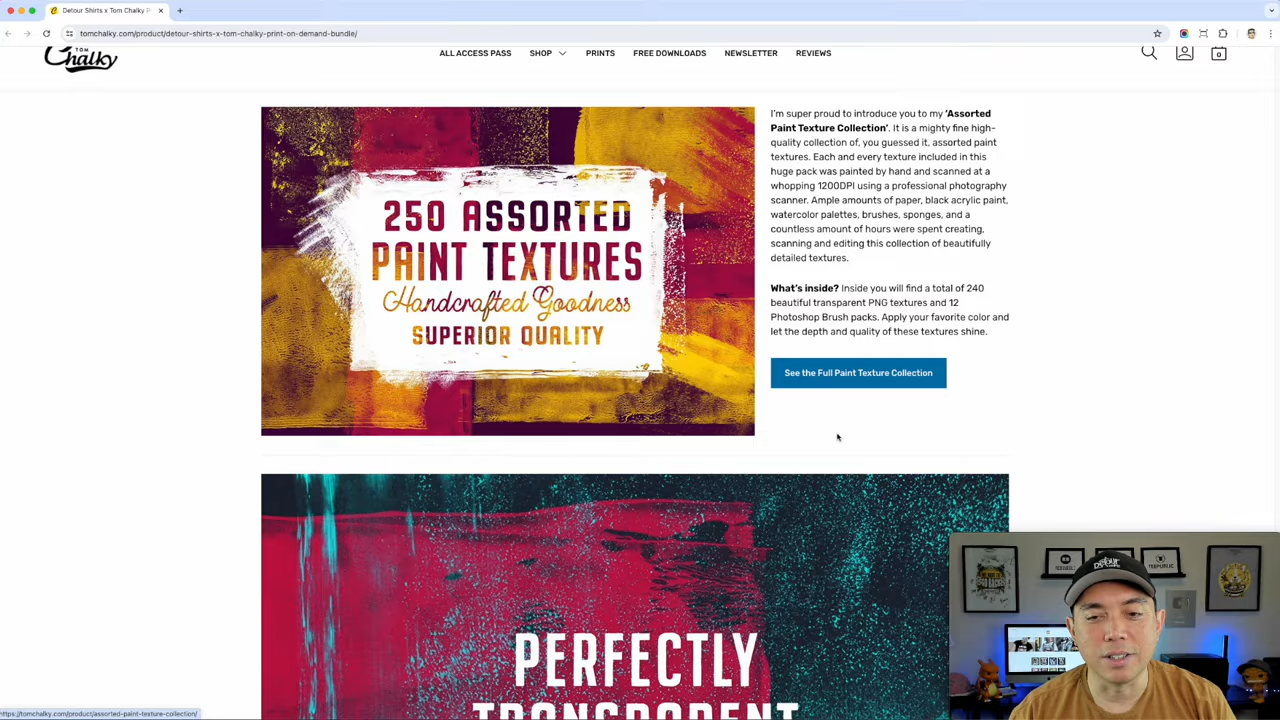 Detour Shirts x Tom Chalky P
tomchalky.com/product/detour-shirts-x-tom-chalky-print-on-demand-bundle/
TOM
Chalky
ALL ACCESS PASS
SHOP
PRINTS
FREE DOWNLOADS
NEWSLETTER
REVIEWS
0
250 ASSORTED
PAINT TEXTURES
Handcrafted Goodness
SUPERIOR QUALITY
I'm super proud to introduce you to my 'Assorted
Paint Texture Collection'. It is a mighty fine high-
quality collection of, you guessed it, assorted paint
textures. Each and every texture included in this
huge pack was painted by hand and scanned at a
whopping 1200DPI using a professional photography
scanner. Ample amounts of paper, black acrylic paint,
watercolor palettes, brushes, sponges, and a
countless amount of hours were spent creating,
scanning and editing this collection of beautifully
detailed textures.
What's inside? Inside you will find a total of 240
beautiful transparent PNG textures and 12
Photoshop Brush packs. Apply your favorite color and
let the depth and quality of these textures shine.
See the Full Paint Texture Collection
PERFECTLY
TRANSPARENT
TEEPUBLIC
DETOUR
https://tomchalky.com/product/assorted-paint-texture-collection/